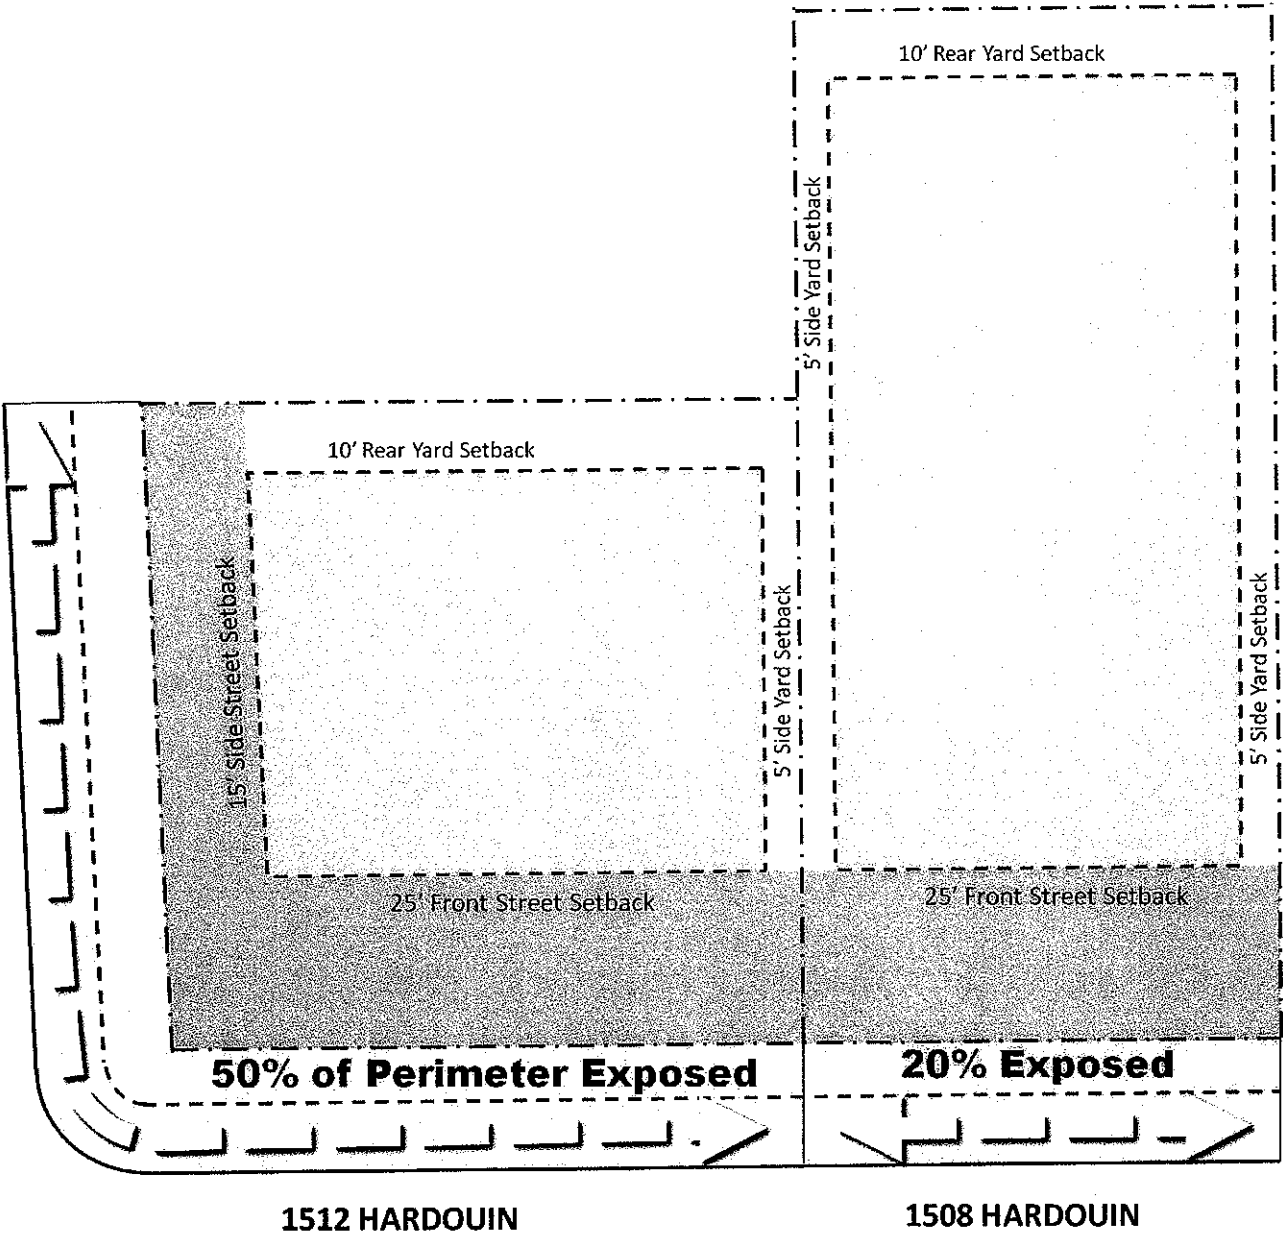 10' Rear Yard Setback
5' Side Yard Setback
10' Rear Yard Setback
15' Side Street Setback
5' Side Yard Setback
5' Side Yard Setback
25' Front Street Setback
25' Front Street Setback
50% of Perimeter Exposed
20% Exposed
1512 HARDOUIN
1508 HARDOUIN